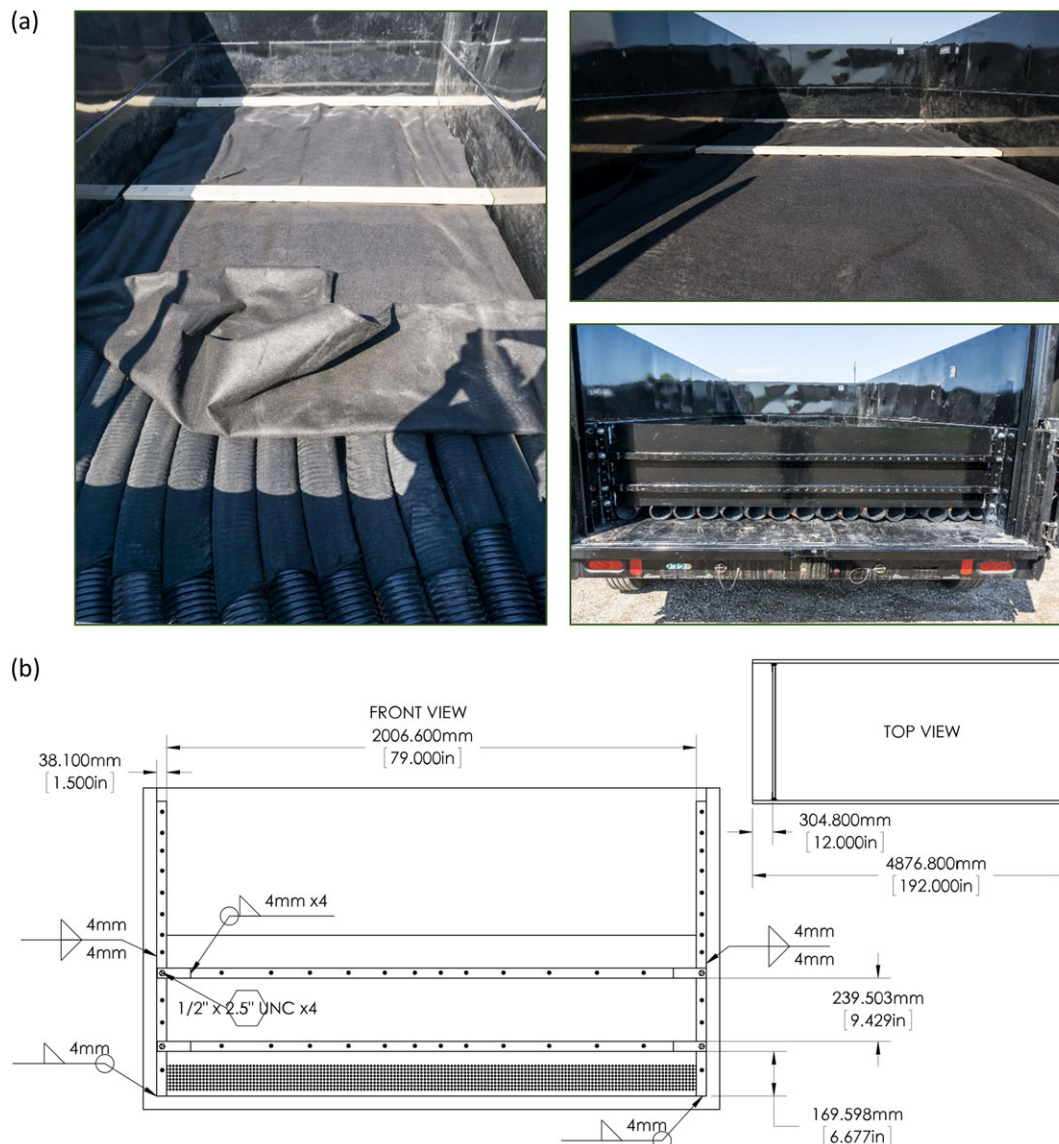 (a)
(b)
FRONT VIEW
2006.600mm
[79.000in]
38.100mm
[1.500in]
TOP VIEW
304.800mm
[12.000in]
4876.800mm
[192.000in]
4mm x4
4mm
4mm
4mm
4mm
1/2" x 2.5" UNC x4
239.503mm
[9.429in]
4mm
169.598mm
[6.677in]
4mm